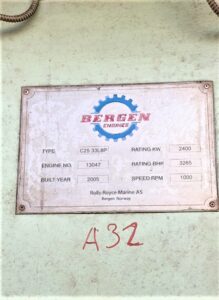 BERGEN
ENGINES
TYPE C25:33L8P RATING KW 2400
ENGINE NO. 13047 RATING BHK 3265
BUILT YEAR 2005 SPEED RPM 1000
Rolls-Royce Marine AS
Bergen Norway
A32